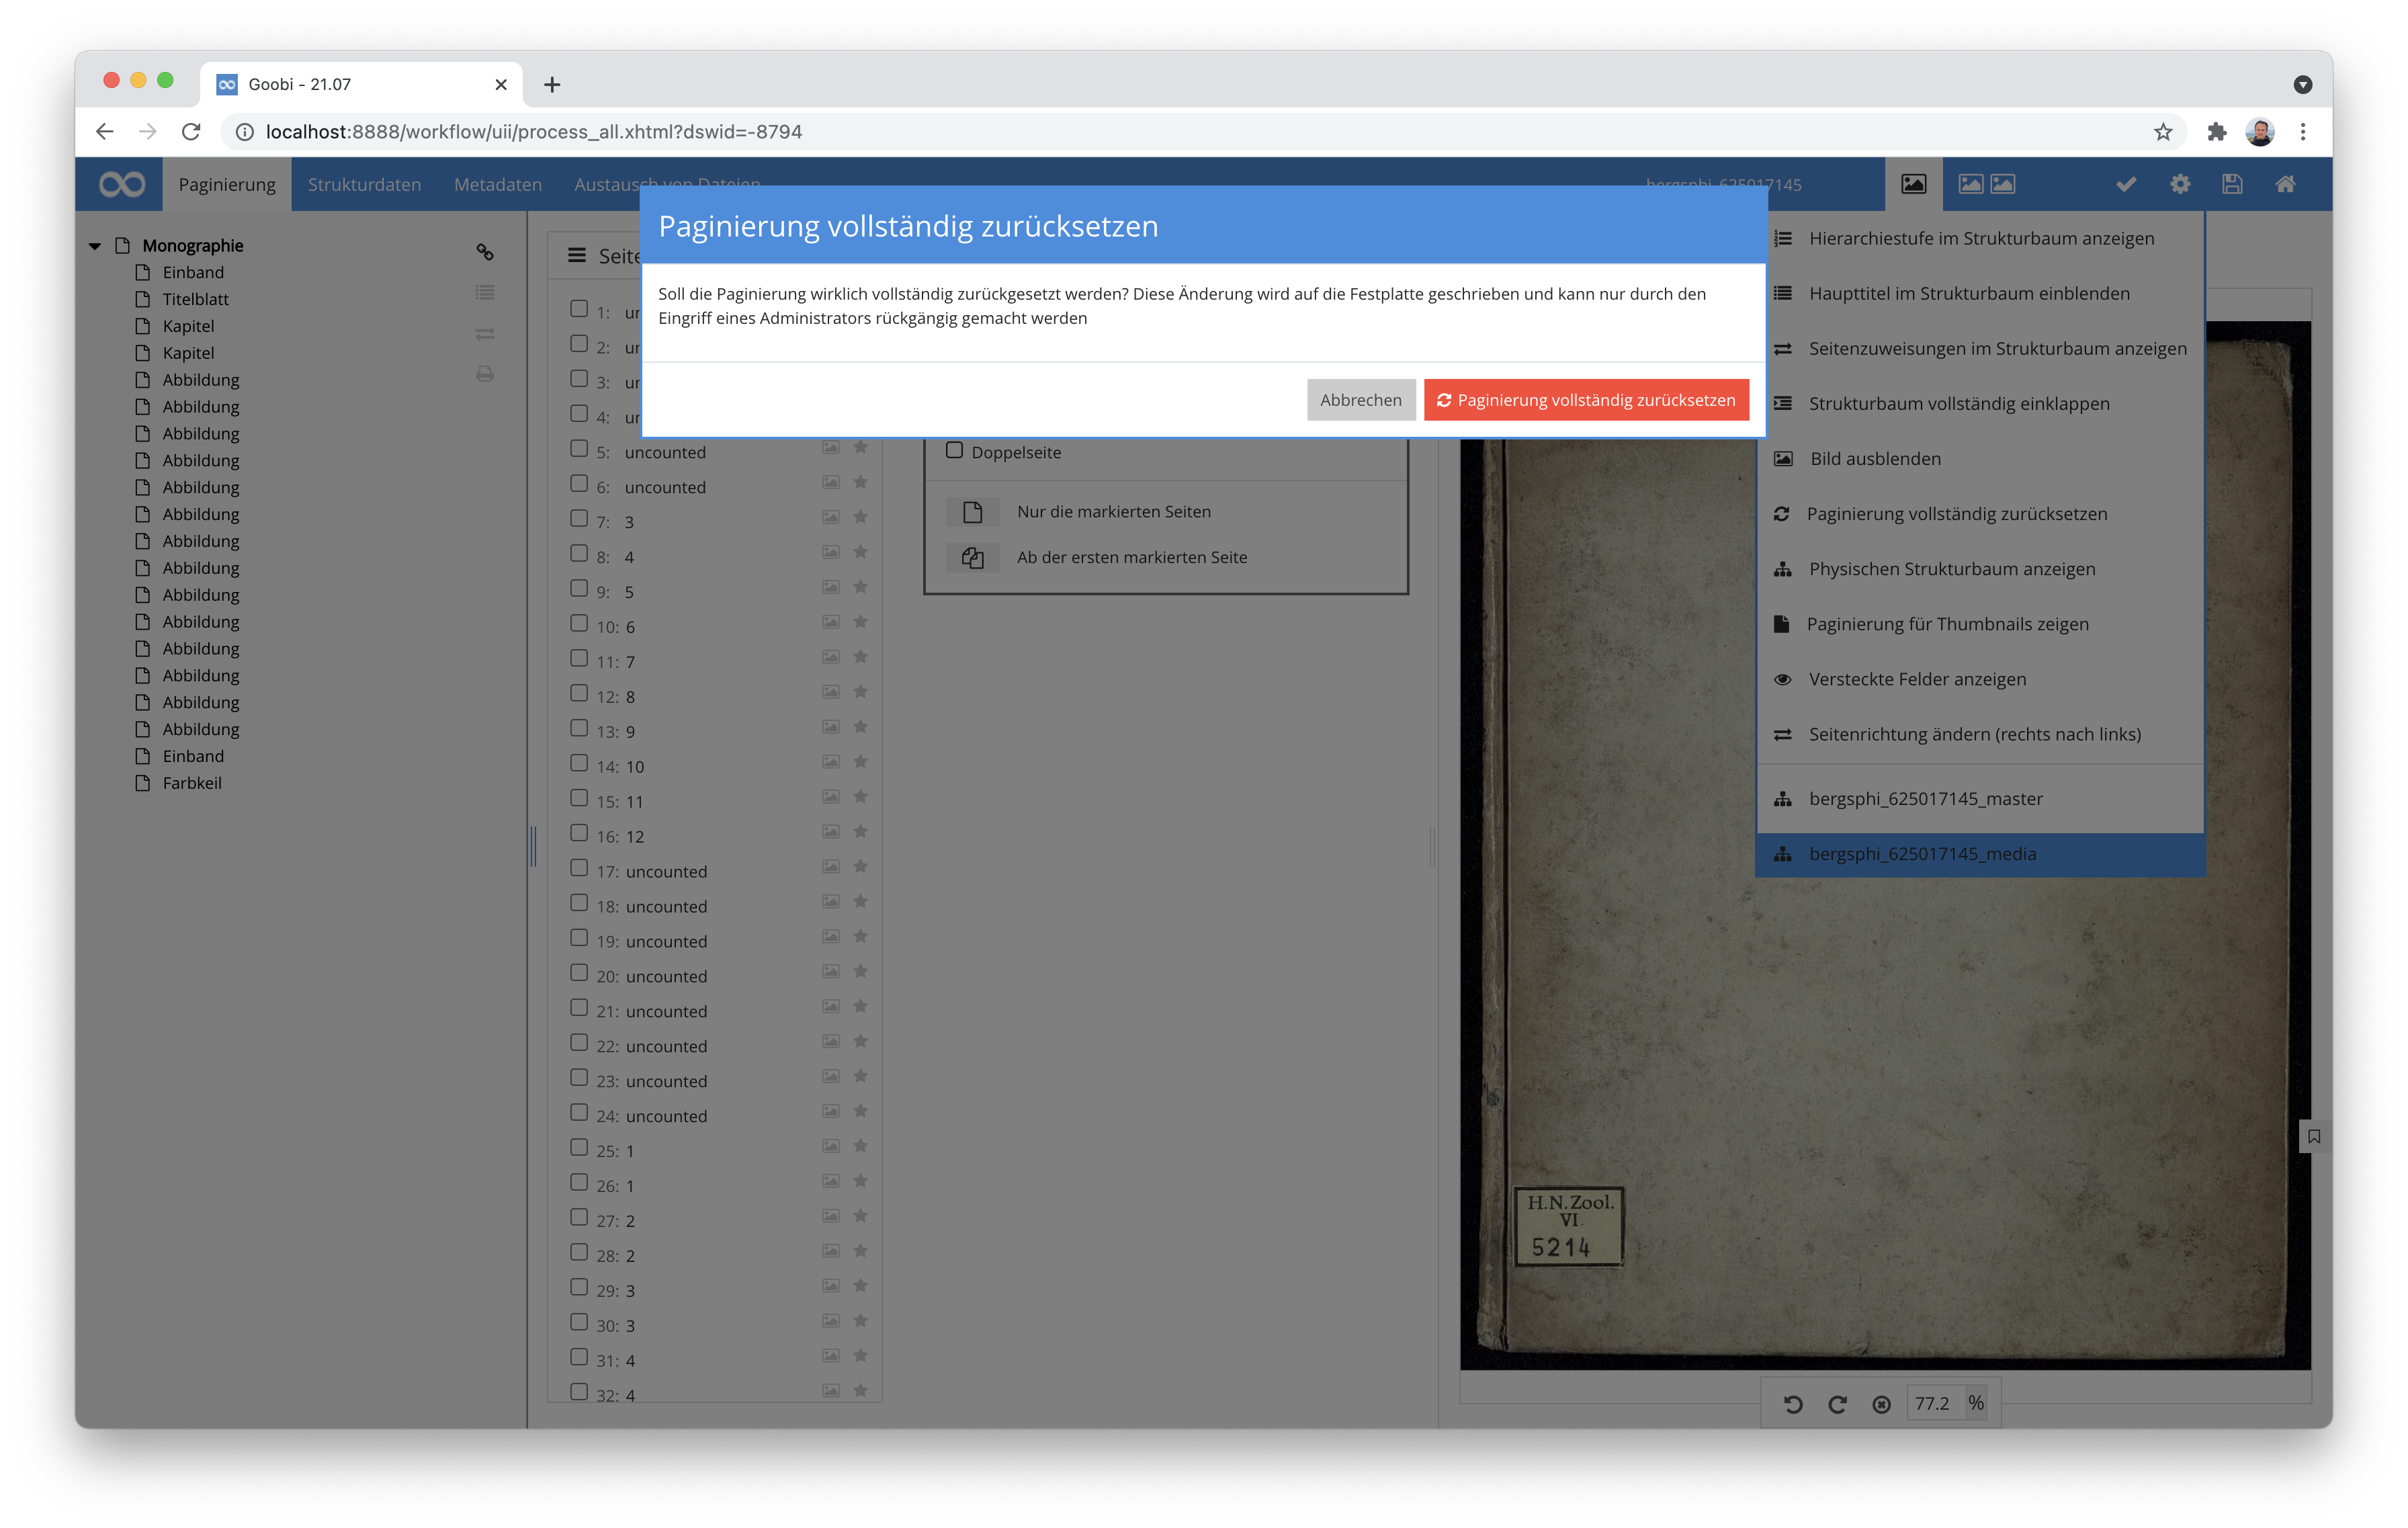 Goobi - 21.07
localhost:8888/workflow/uii/process_all.xhtml?dswid=-8794
Paginierung
Strukturdaten
Metadaten
Austausch von Dateien
bergsphi_625017145
Monographie
Einband
Titelblatt
Kapitel
Kapitel
Abbildung
Abbildung
Abbildung
Abbildung
Abbildung
Abbildung
Abbildung
Abbildung
Abbildung
Abbildung
Abbildung
Abbildung
Abbildung
Abbildung
Einband
Farbkeil
Seite
1: un
2: un
3: un
4: un
5: uncounted
6: uncounted
7: 3
8: 4
9: 5
10: 6
11: 7
12: 8
13: 9
14: 10
15: 11
16: 12
17: uncounted
18: uncounted
19: uncounted
20: uncounted
21: uncounted
22: uncounted
23: uncounted
24: uncounted
25: 1
26: 1
27: 2
28: 2
29: 3
30: 3
31: 4
32: 4
Paginierung vollständig zurücksetzen
Soll die Paginierung wirklich vollständig zurückgesetzt werden? Diese Änderung wird auf die Festplatte geschrieben und kann nur durch den
Eingriff eines Administrators rückgängig gemacht werden
Abbrechen
Paginierung vollständig zurücksetzen
Doppelseite
Nur die markierten Seiten
Ab der ersten markierten Seite
Hierarchiestufe im Strukturbaum anzeigen
Haupttitel im Strukturbaum einblenden
Seitenzuweisungen im Strukturbaum anzeigen
Strukturbaum vollständig einklappen
Bild ausblenden
Paginierung vollständig zurücksetzen
Physischen Strukturbaum anzeigen
Paginierung für Thumbnails zeigen
Versteckte Felder anzeigen
Seitenrichtung ändern (rechts nach links)
bergsphi_625017145_master
bergsphi_625017145_media
H.N.Zool.
VI.
5214
77.2 %